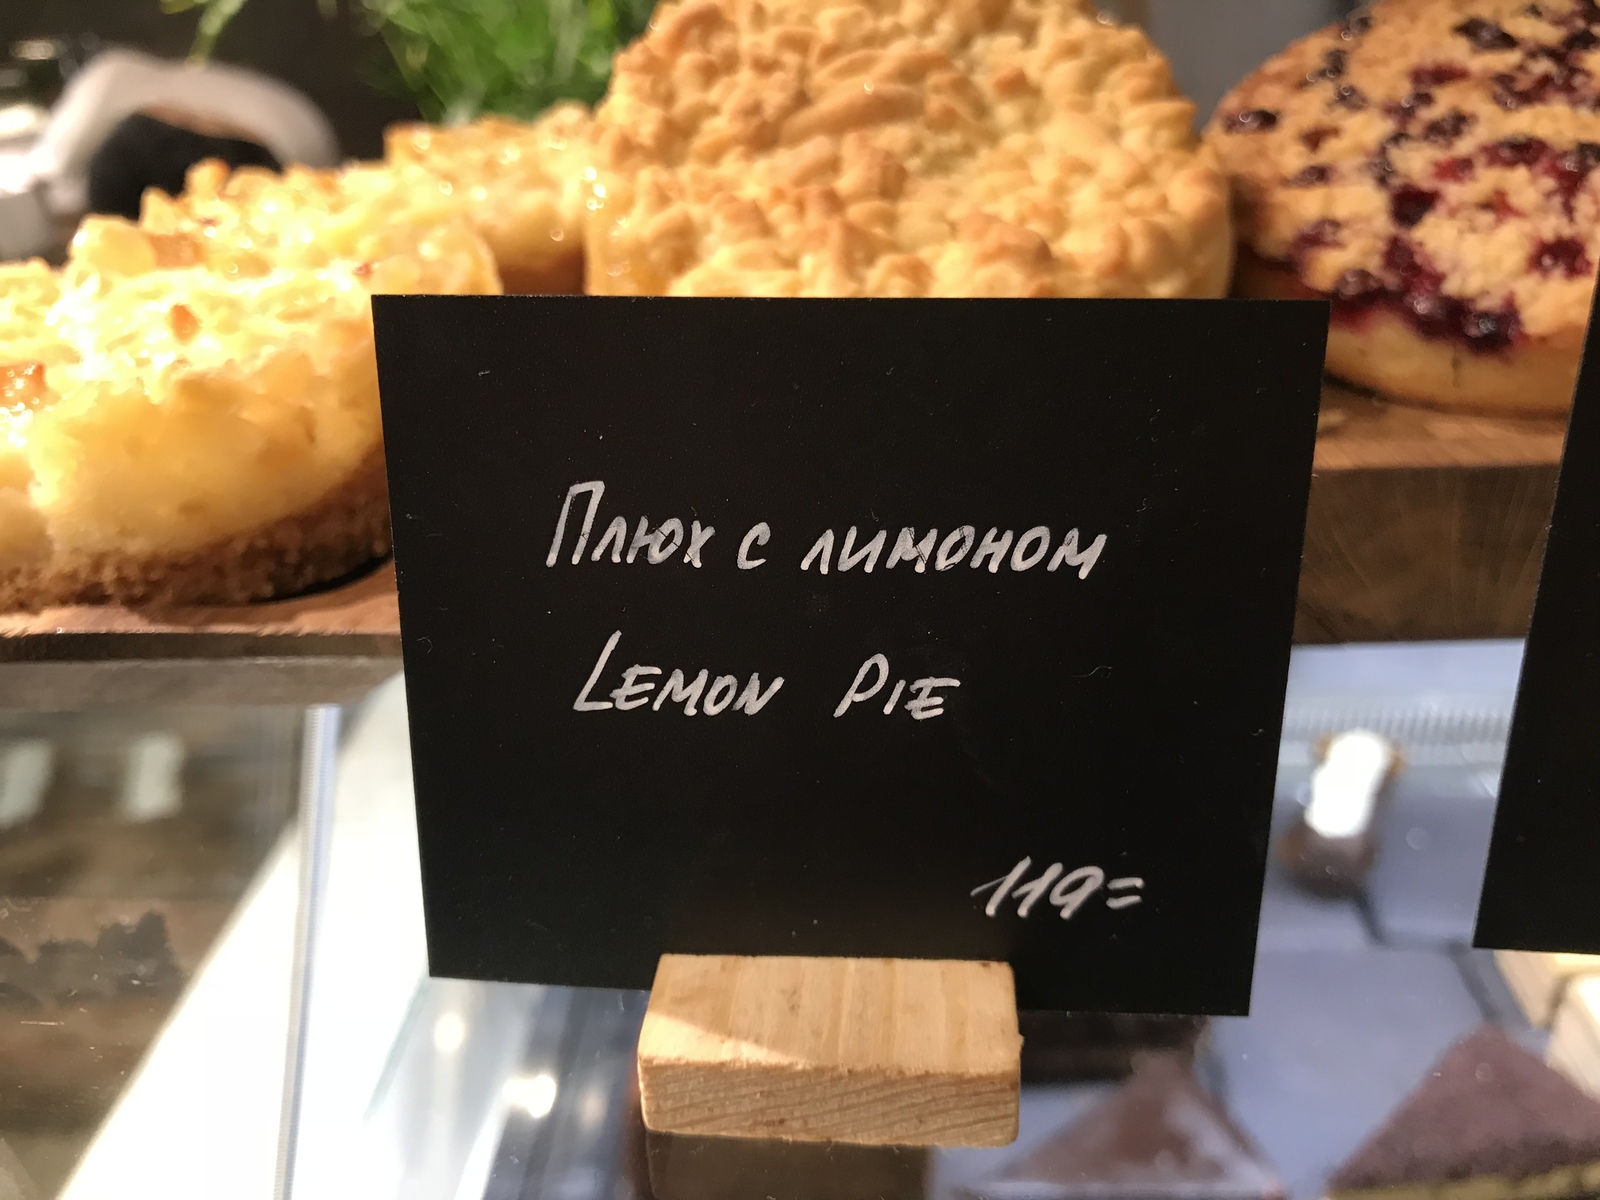 Плюх с лимоном
Lemon Pie
119=